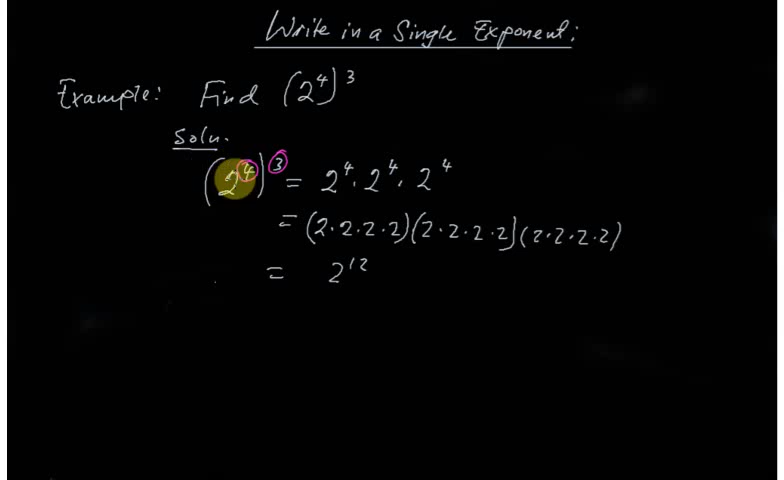 Write in a Single Exponent:
Example: Find (2⁴)³
Soln.
(2⁴)³ = 2⁴ · 2⁴ · 2⁴
= (2·2·2·2)(2·2·2·2)(2·2·2·2)
= 2¹²